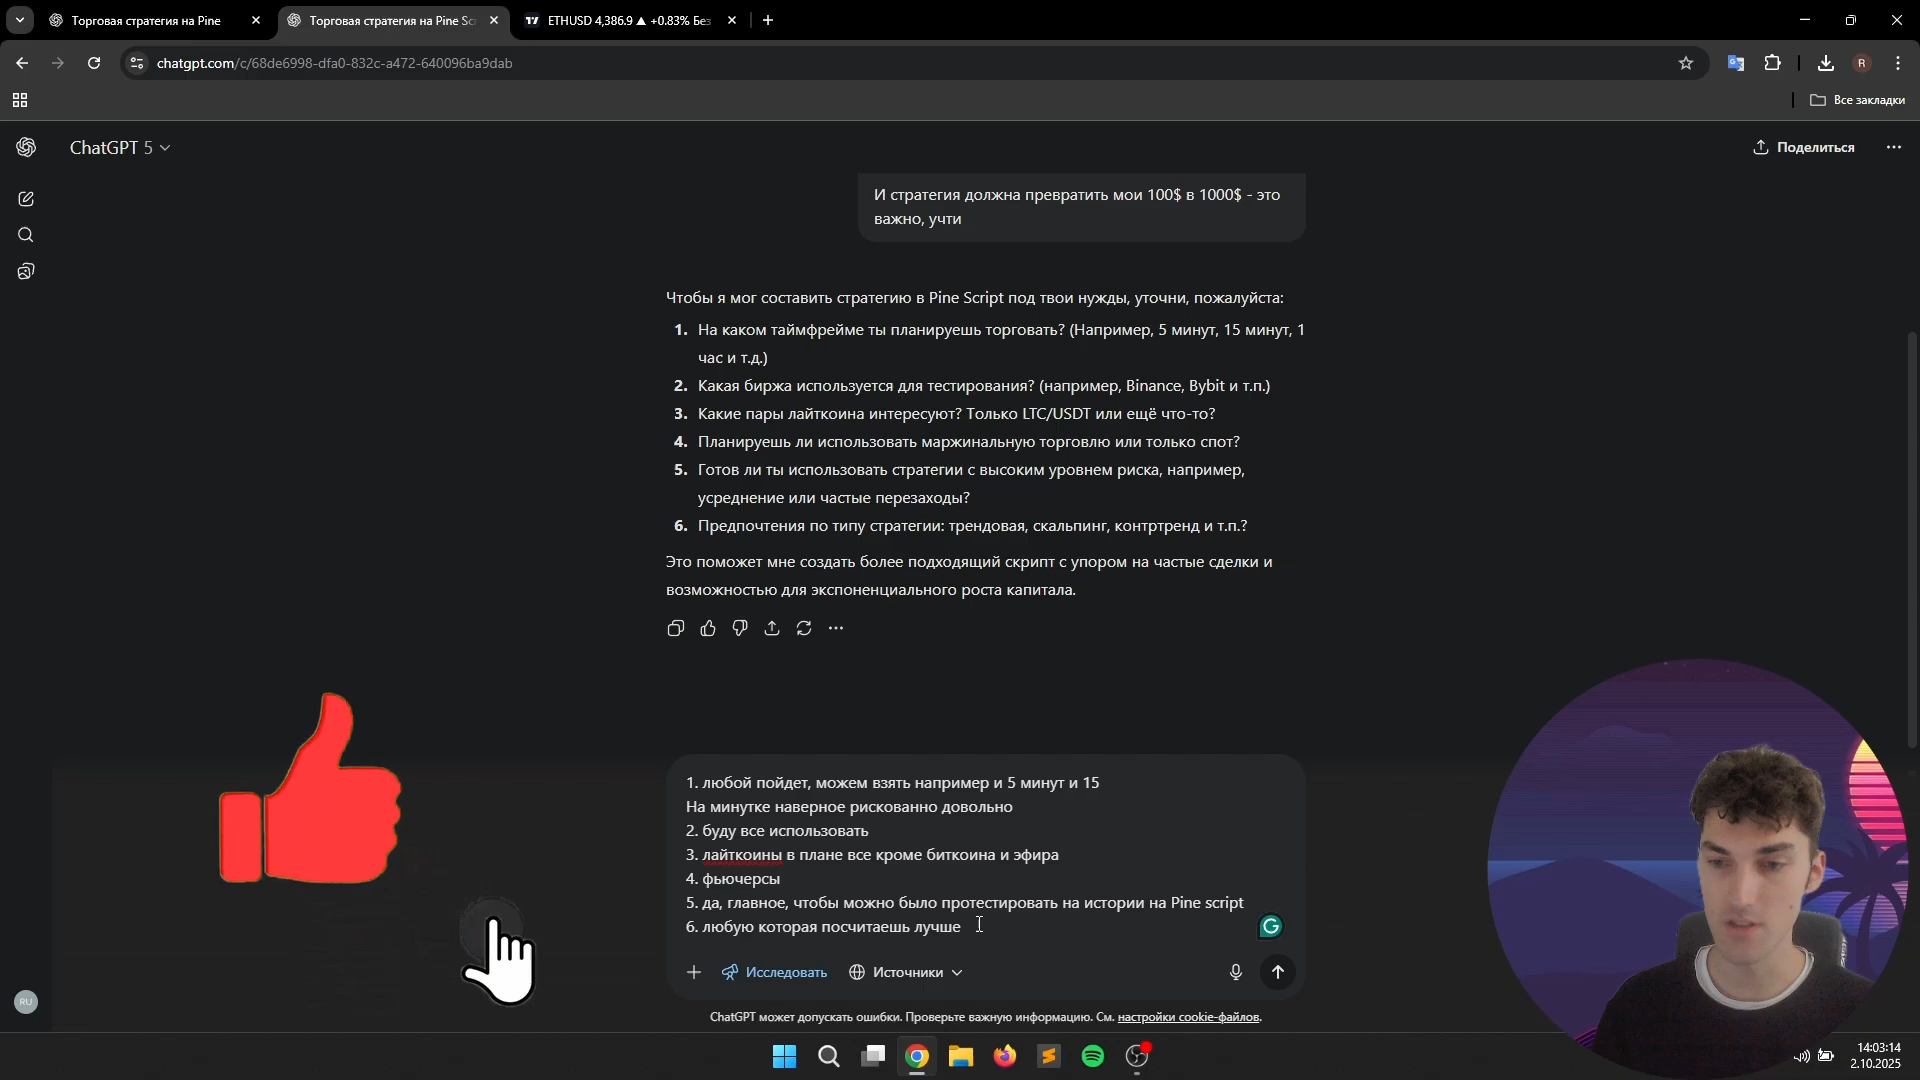 Торговая стратегия на Pine
Торговая стратегия на Pine Sc
ETHUSD 4,386.9 ▲ +0.83% Без
chatgpt.com/c/68de6998-dfa0-832c-a472-640096ba9dab
R
Все закладки
ChatGPT 5
Поделиться
И стратегия должна превратить мои 100$ в 1000$ - это
важно, учти
Чтобы я мог составить стратегию в Pine Script под твои нужды, уточни, пожалуйста:
1. На каком таймфрейме ты планируешь торговать? (Например, 5 минут, 15 минут, 1
час и т.д.)
2. Какая биржа используется для тестирования? (например, Binance, Bybit и т.п.)
3. Какие пары лайткоина интересуют? Только LTC/USDT или ещё что-то?
4. Планируешь ли использовать маржинальную торговлю или только спот?
5. Готов ли ты использовать стратегии с высоким уровнем риска, например,
усреднение или частые перезаходы?
6. Предпочтения по типу стратегии: трендовая, скальпинг, контртренд и т.п.?
Это поможет мне создать более подходящий скрипт с упором на частые сделки и
возможностью для экспоненциального роста капитала.
1. любой пойдет, можем взять например и 5 минут и 15
На минутке наверное рискованно довольно
2. буду все использовать
3. лайткоины в плане все кроме биткоина и эфира
4. фьючерсы
5. да, главное, чтобы можно было протестировать на истории на Pine script
6. любую которая посчитаешь лучше
Исследовать
Источники
RU
ChatGPT может допускать ошибки. Проверьте важную информацию. См. настройки cookie-файлов.
14:03:14
2.10.2025